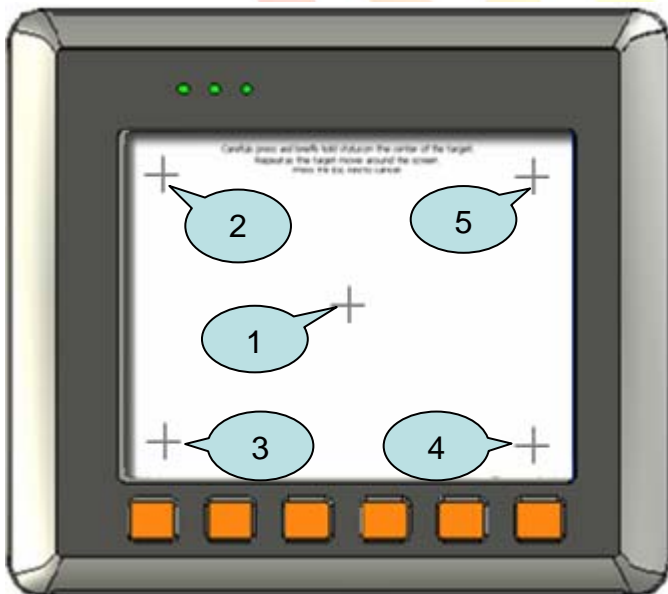 Carefully press and briefly hold stylus on the center of the target.
Repeat as the target moves around the screen.
Press the Esc key to cancel.
2
5
1
3
4